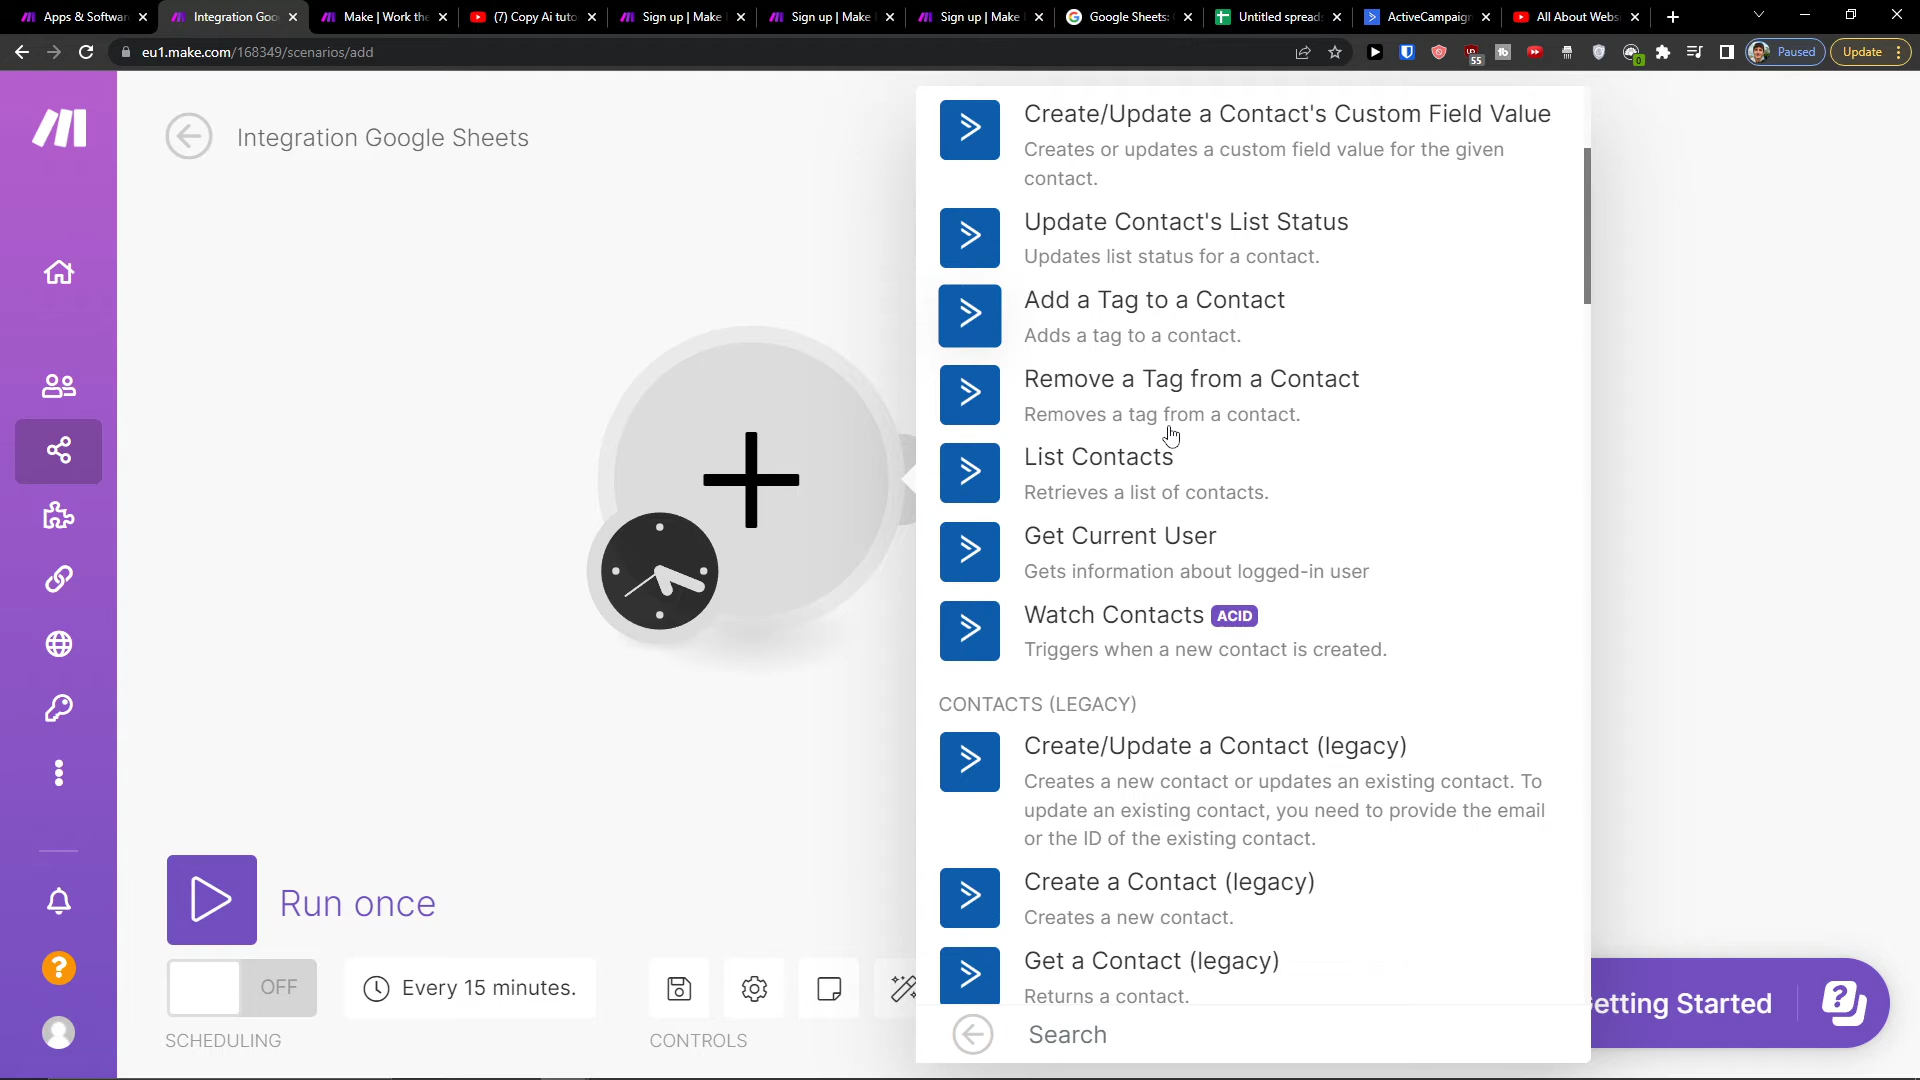 Apps & Softwar
Integration Goo
Make | Work the
(7) Copy Ai tuto
Sign up | Make
Sign up | Make
Sign up | Make
Google Sheets:
Untitled spread
ActiveCampaign
All About Webs
eu1.make.com/168349/scenarios/add
55
0
Paused
Update
Integration Google Sheets
Create/Update a Contact's Custom Field Value
Creates or updates a custom field value for the given
contact.
Update Contact's List Status
Updates list status for a contact.
Add a Tag to a Contact
Adds a tag to a contact.
Remove a Tag from a Contact
Removes a tag from a contact.
List Contacts
Retrieves a list of contacts.
Get Current User
Gets information about logged-in user
Watch Contacts ACID
Triggers when a new contact is created.
CONTACTS (LEGACY)
Create/Update a Contact (legacy)
Creates a new contact or updates an existing contact. To
update an existing contact, you need to provide the email
or the ID of the existing contact.
Create a Contact (legacy)
Creates a new contact.
Get a Contact (legacy)
Returns a contact.
Search
Run once
OFF
Every 15 minutes.
SCHEDULING
CONTROLS
etting Started